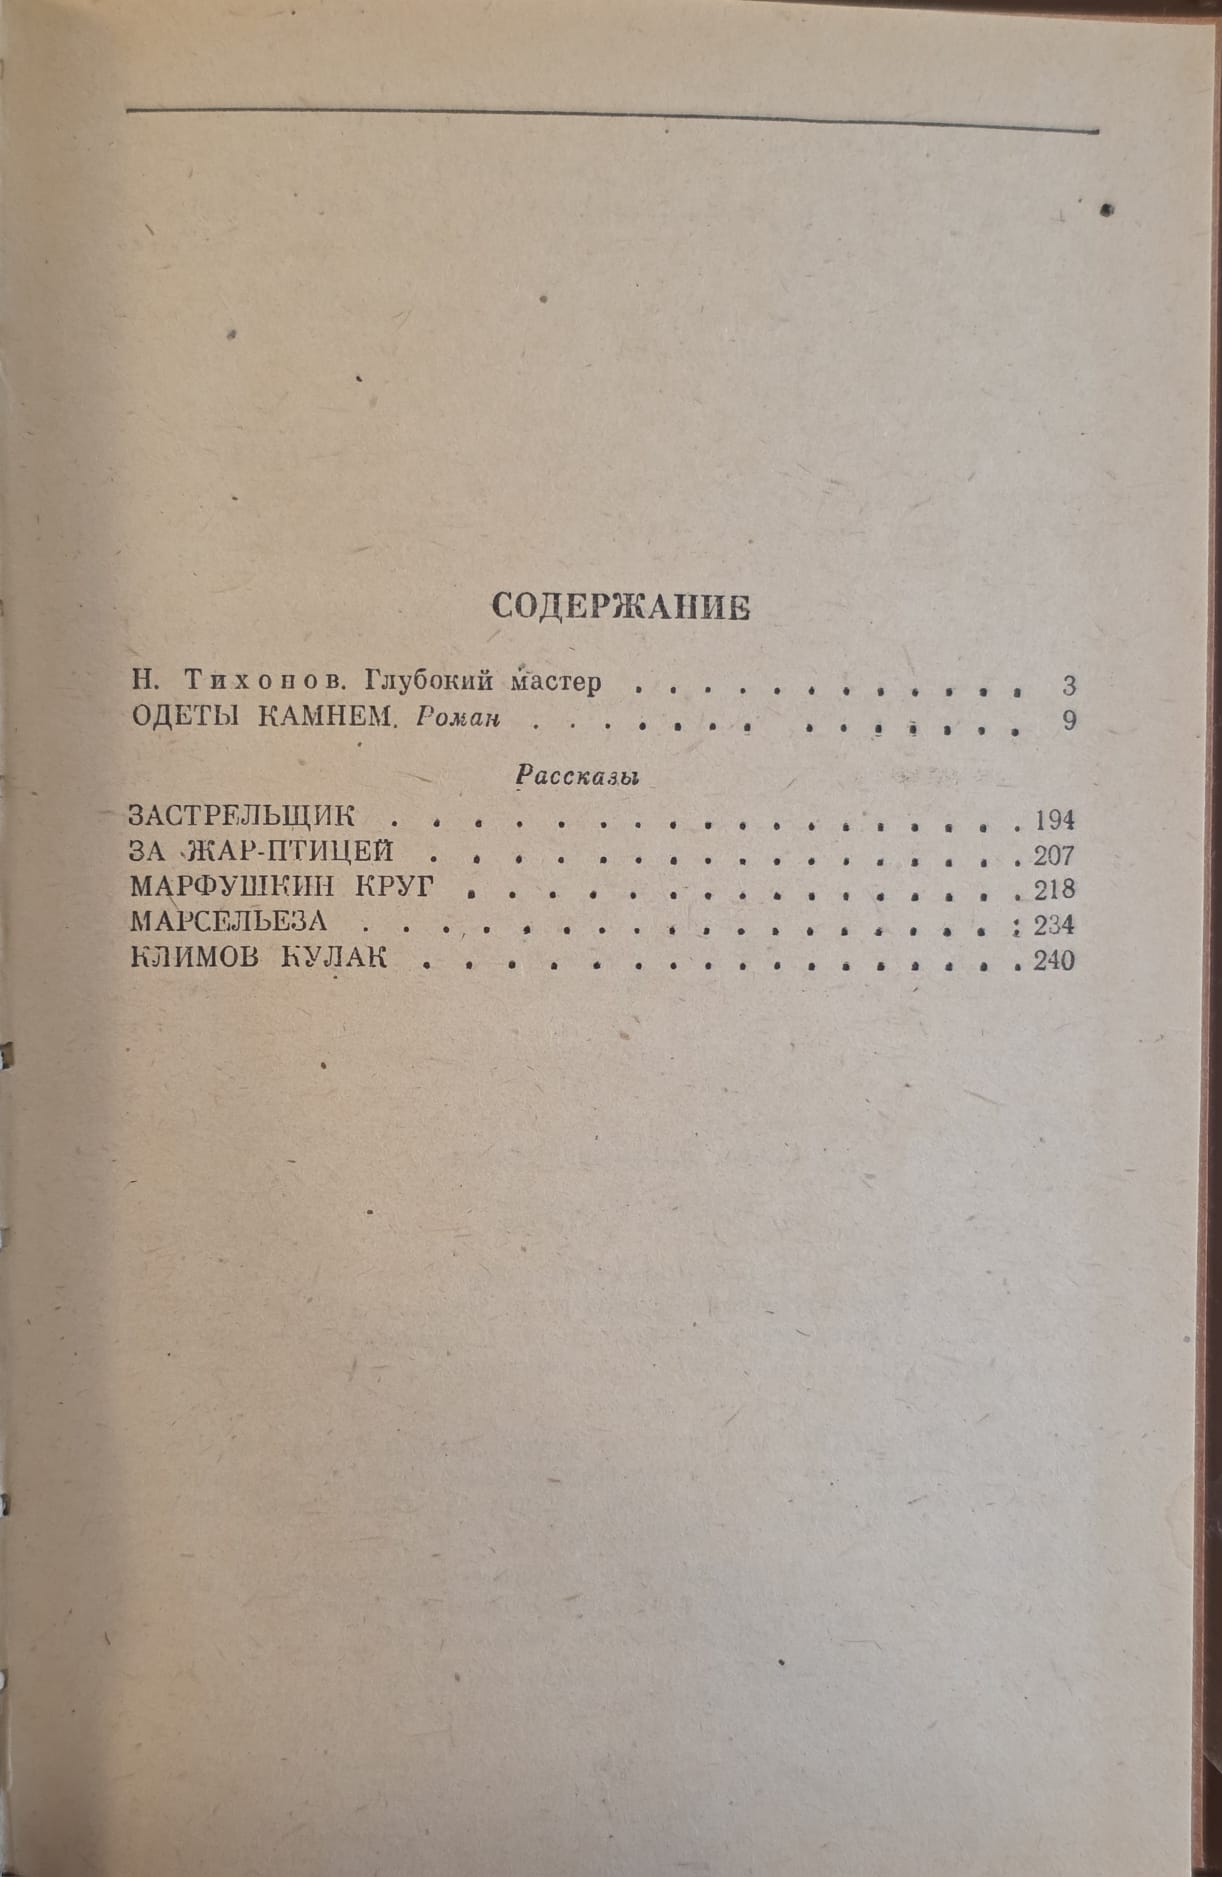 СОДЕРЖАНИЕ
Н. Тихонов. Глубокий мастер . . . . . . . . . . . . 3
ОДЕТЫ КАМНЕМ. Роман . . . . . . . . . . . . . . 9
Рассказы
ЗАСТРЕЛЬЩИК . . . . . . . . . . . . . . . . . . 194
ЗА ЖАР-ПТИЦЕЙ . . . . . . . . . . . . . . . . . 207
МАРФУШКИН КРУГ . . . . . . . . . . . . . . . . 218
МАРСЕЛЬЕЗА . . . . . . . . . . . . . . . . . . . 234
КЛИМОВ КУЛАК . . . . . . . . . . . . . . . . . 240